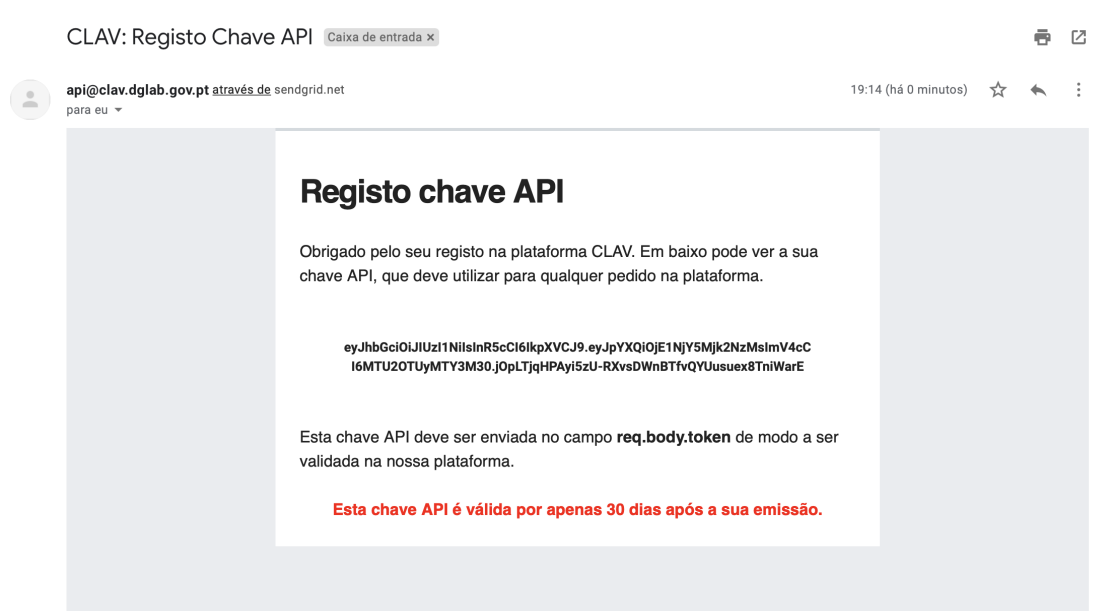 CLAV: Registo Chave API Caixa de entrada ×
api@clav.dglab.gov.pt através de sendgrid.net 19:14 (há 0 minutos)
para eu
Registo chave API
Obrigado pelo seu registo na plataforma CLAV. Em baixo pode ver a sua
chave API, que deve utilizar para qualquer pedido na plataforma.
eyJhbGciOiJIUzI1NiIsInR5cCI6IkpXVCJ9.eyJpYXQiOjE1NjY5Mjk2NzMsImV4cC
I6MTU2OTUyMTY3M30.jOpLTjqHPAyi5zU-RXvsDWnBTfvQYUusuex8TniWarE
Esta chave API deve ser enviada no campo req.body.token de modo a ser
validada na nossa plataforma.
Esta chave API é válida por apenas 30 dias após a sua emissão.